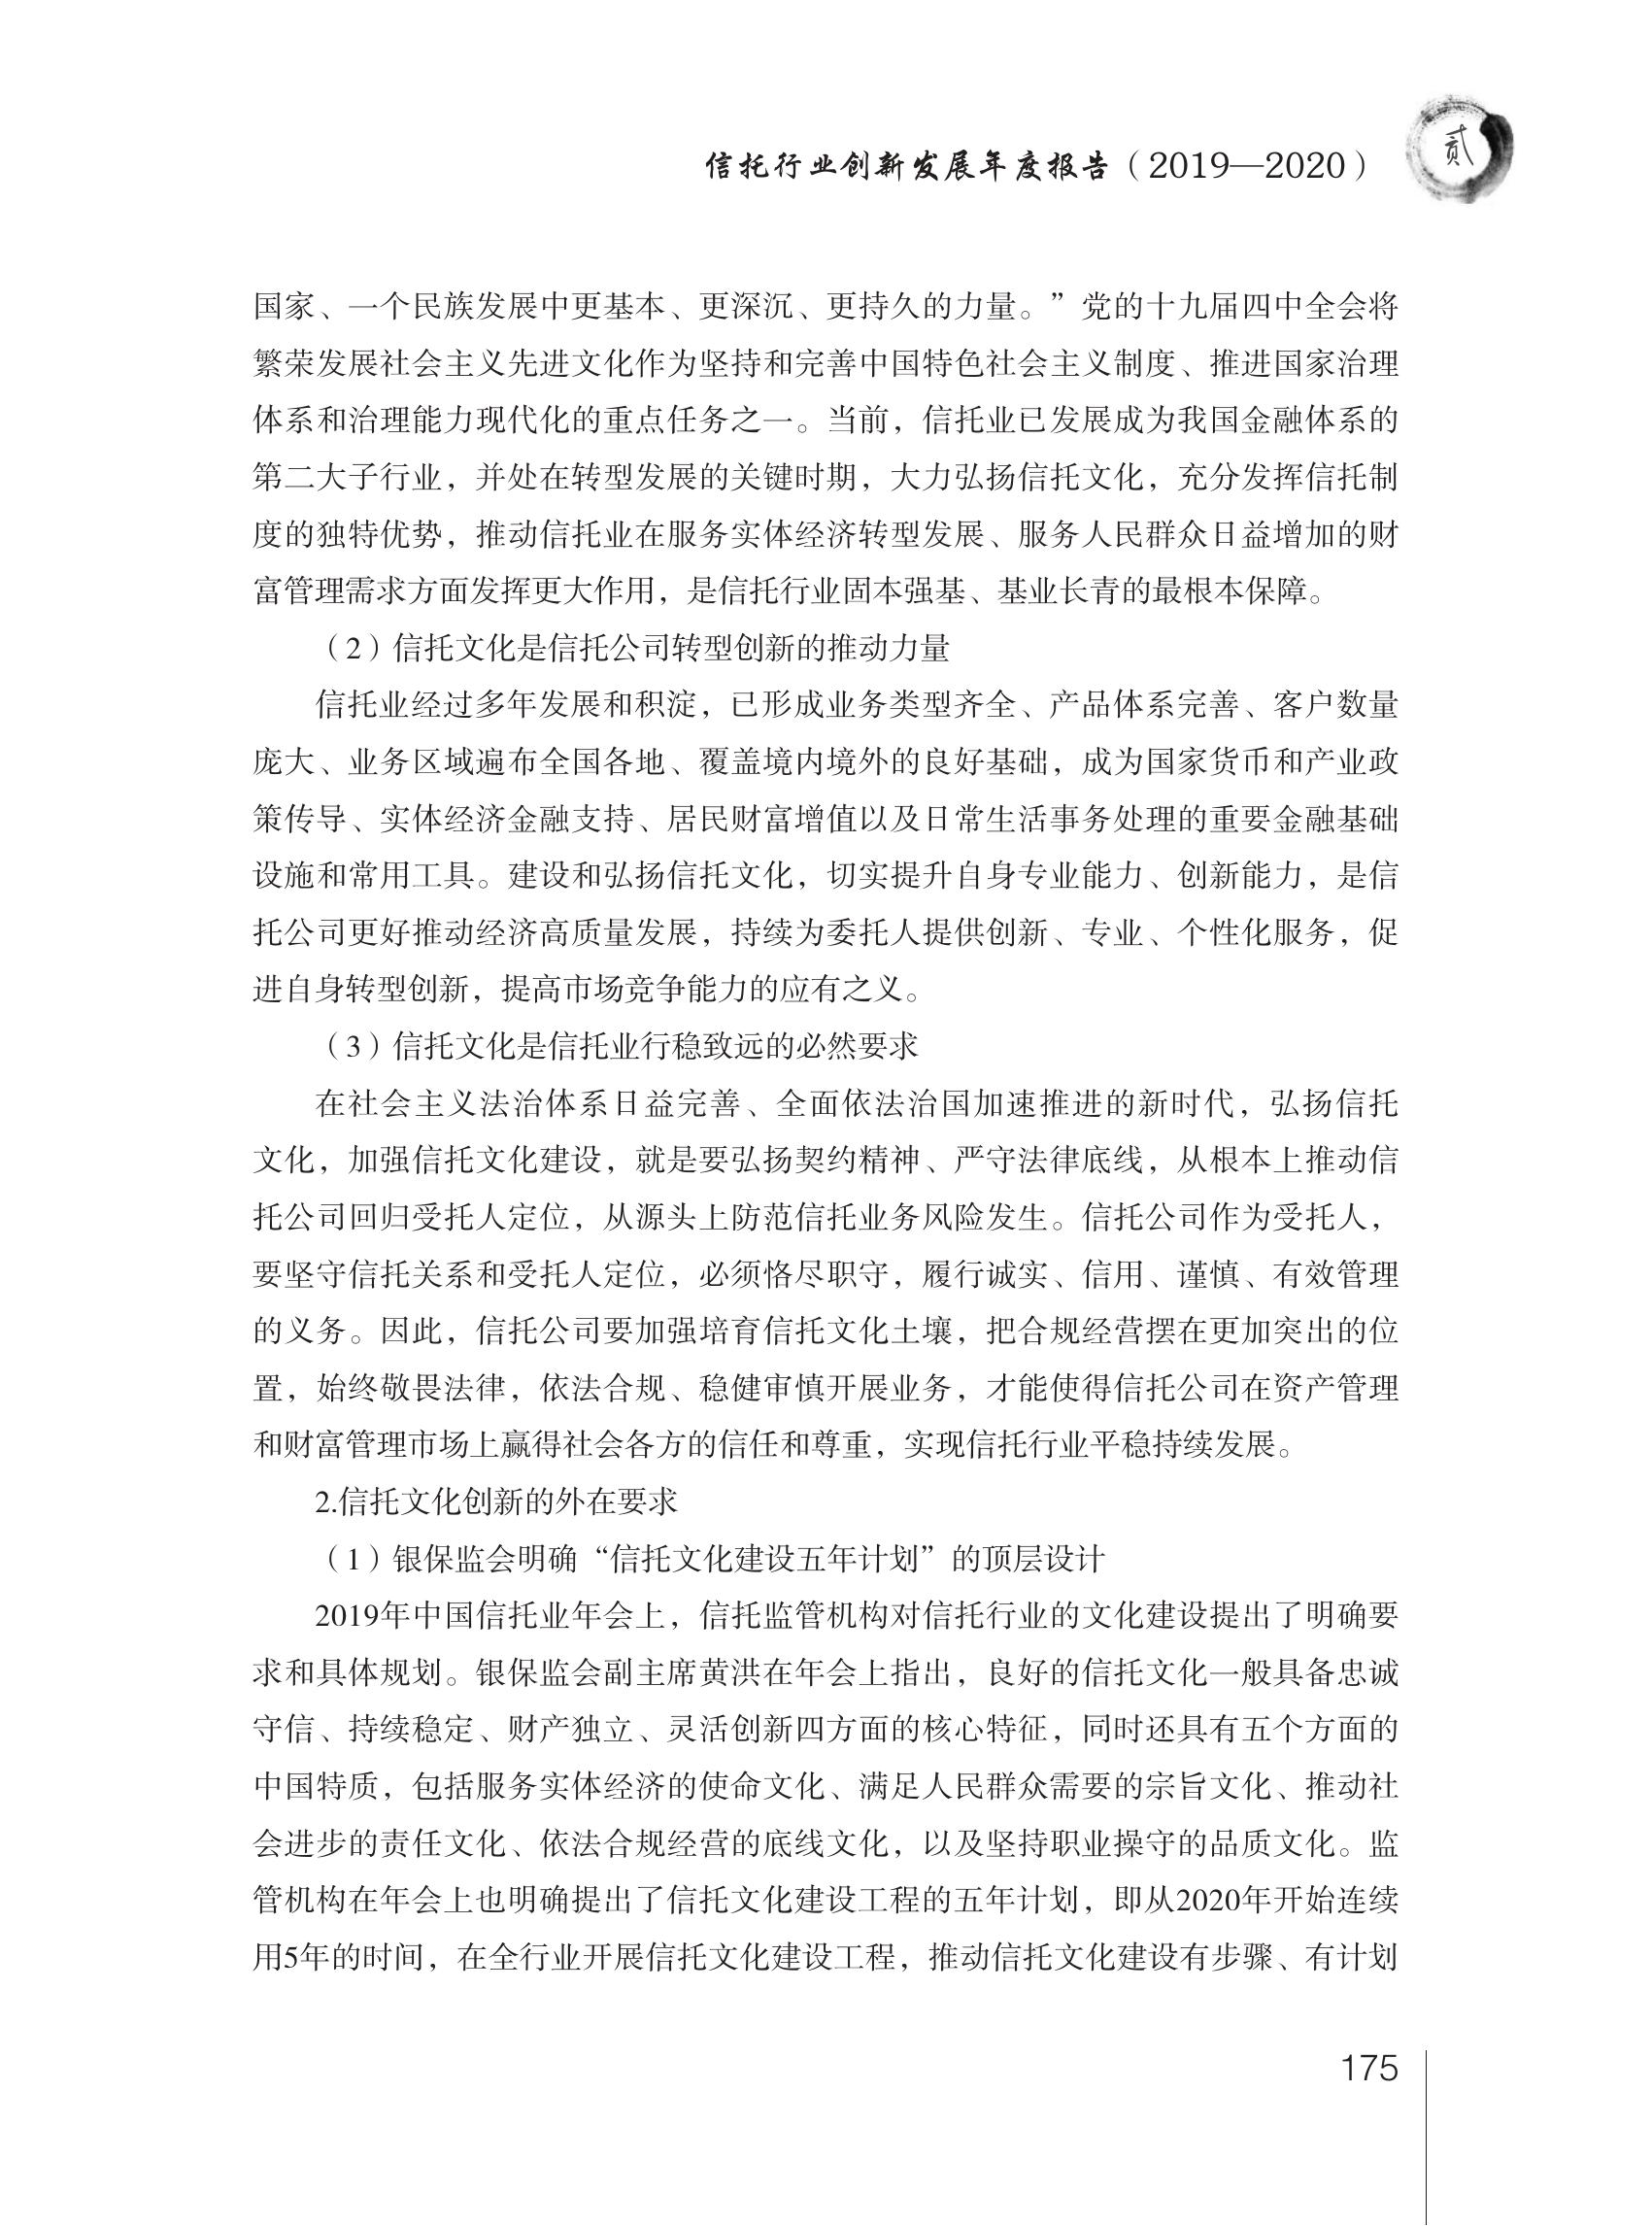 信托行业创新发展年度报告（2019—2020）
贰
国家、一个民族发展中更基本、更深沉、更持久的力量。”党的十九届四中全会将
繁荣发展社会主义先进文化作为坚持和完善中国特色社会主义制度、推进国家治理
体系和治理能力现代化的重点任务之一。当前，信托业已发展成为我国金融体系的
第二大子行业，并处在转型发展的关键时期，大力弘扬信托文化，充分发挥信托制
度的独特优势，推动信托业在服务实体经济转型发展、服务人民群众日益增加的财
富管理需求方面发挥更大作用，是信托行业固本强基、基业长青的最根本保障。
（2）信托文化是信托公司转型创新的推动力量
信托业经过多年发展和积淀，已形成业务类型齐全、产品体系完善、客户数量
庞大、业务区域遍布全国各地、覆盖境内境外的良好基础，成为国家货币和产业政
策传导、实体经济金融支持、居民财富增值以及日常生活事务处理的重要金融基础
设施和常用工具。建设和弘扬信托文化，切实提升自身专业能力、创新能力，是信
托公司更好推动经济高质量发展，持续为委托人提供创新、专业、个性化服务，促
进自身转型创新，提高市场竞争能力的应有之义。
（3）信托文化是信托业行稳致远的必然要求
在社会主义法治体系日益完善、全面依法治国加速推进的新时代，弘扬信托
文化，加强信托文化建设，就是要弘扬契约精神、严守法律底线，从根本上推动信
托公司回归受托人定位，从源头上防范信托业务风险发生。信托公司作为受托人，
要坚守信托关系和受托人定位，必须恪尽职守，履行诚实、信用、谨慎、有效管理
的义务。因此，信托公司要加强培育信托文化土壤，把合规经营摆在更加突出的位
置，始终敬畏法律，依法合规、稳健审慎开展业务，才能使得信托公司在资产管理
和财富管理市场上赢得社会各方的信任和尊重，实现信托行业平稳持续发展。
2.信托文化创新的外在要求
（1）银保监会明确“信托文化建设五年计划”的顶层设计
2019年中国信托业年会上，信托监管机构对信托行业的文化建设提出了明确要
求和具体规划。银保监会副主席黄洪在年会上指出，良好的信托文化一般具备忠诚
守信、持续稳定、财产独立、灵活创新四方面的核心特征，同时还具有五个方面的
中国特质，包括服务实体经济的使命文化、满足人民群众需要的宗旨文化、推动社
会进步的责任文化、依法合规经营的底线文化，以及坚持职业操守的品质文化。监
管机构在年会上也明确提出了信托文化建设工程的五年计划，即从2020年开始连续
用5年的时间，在全行业开展信托文化建设工程，推动信托文化建设有步骤、有计划
175